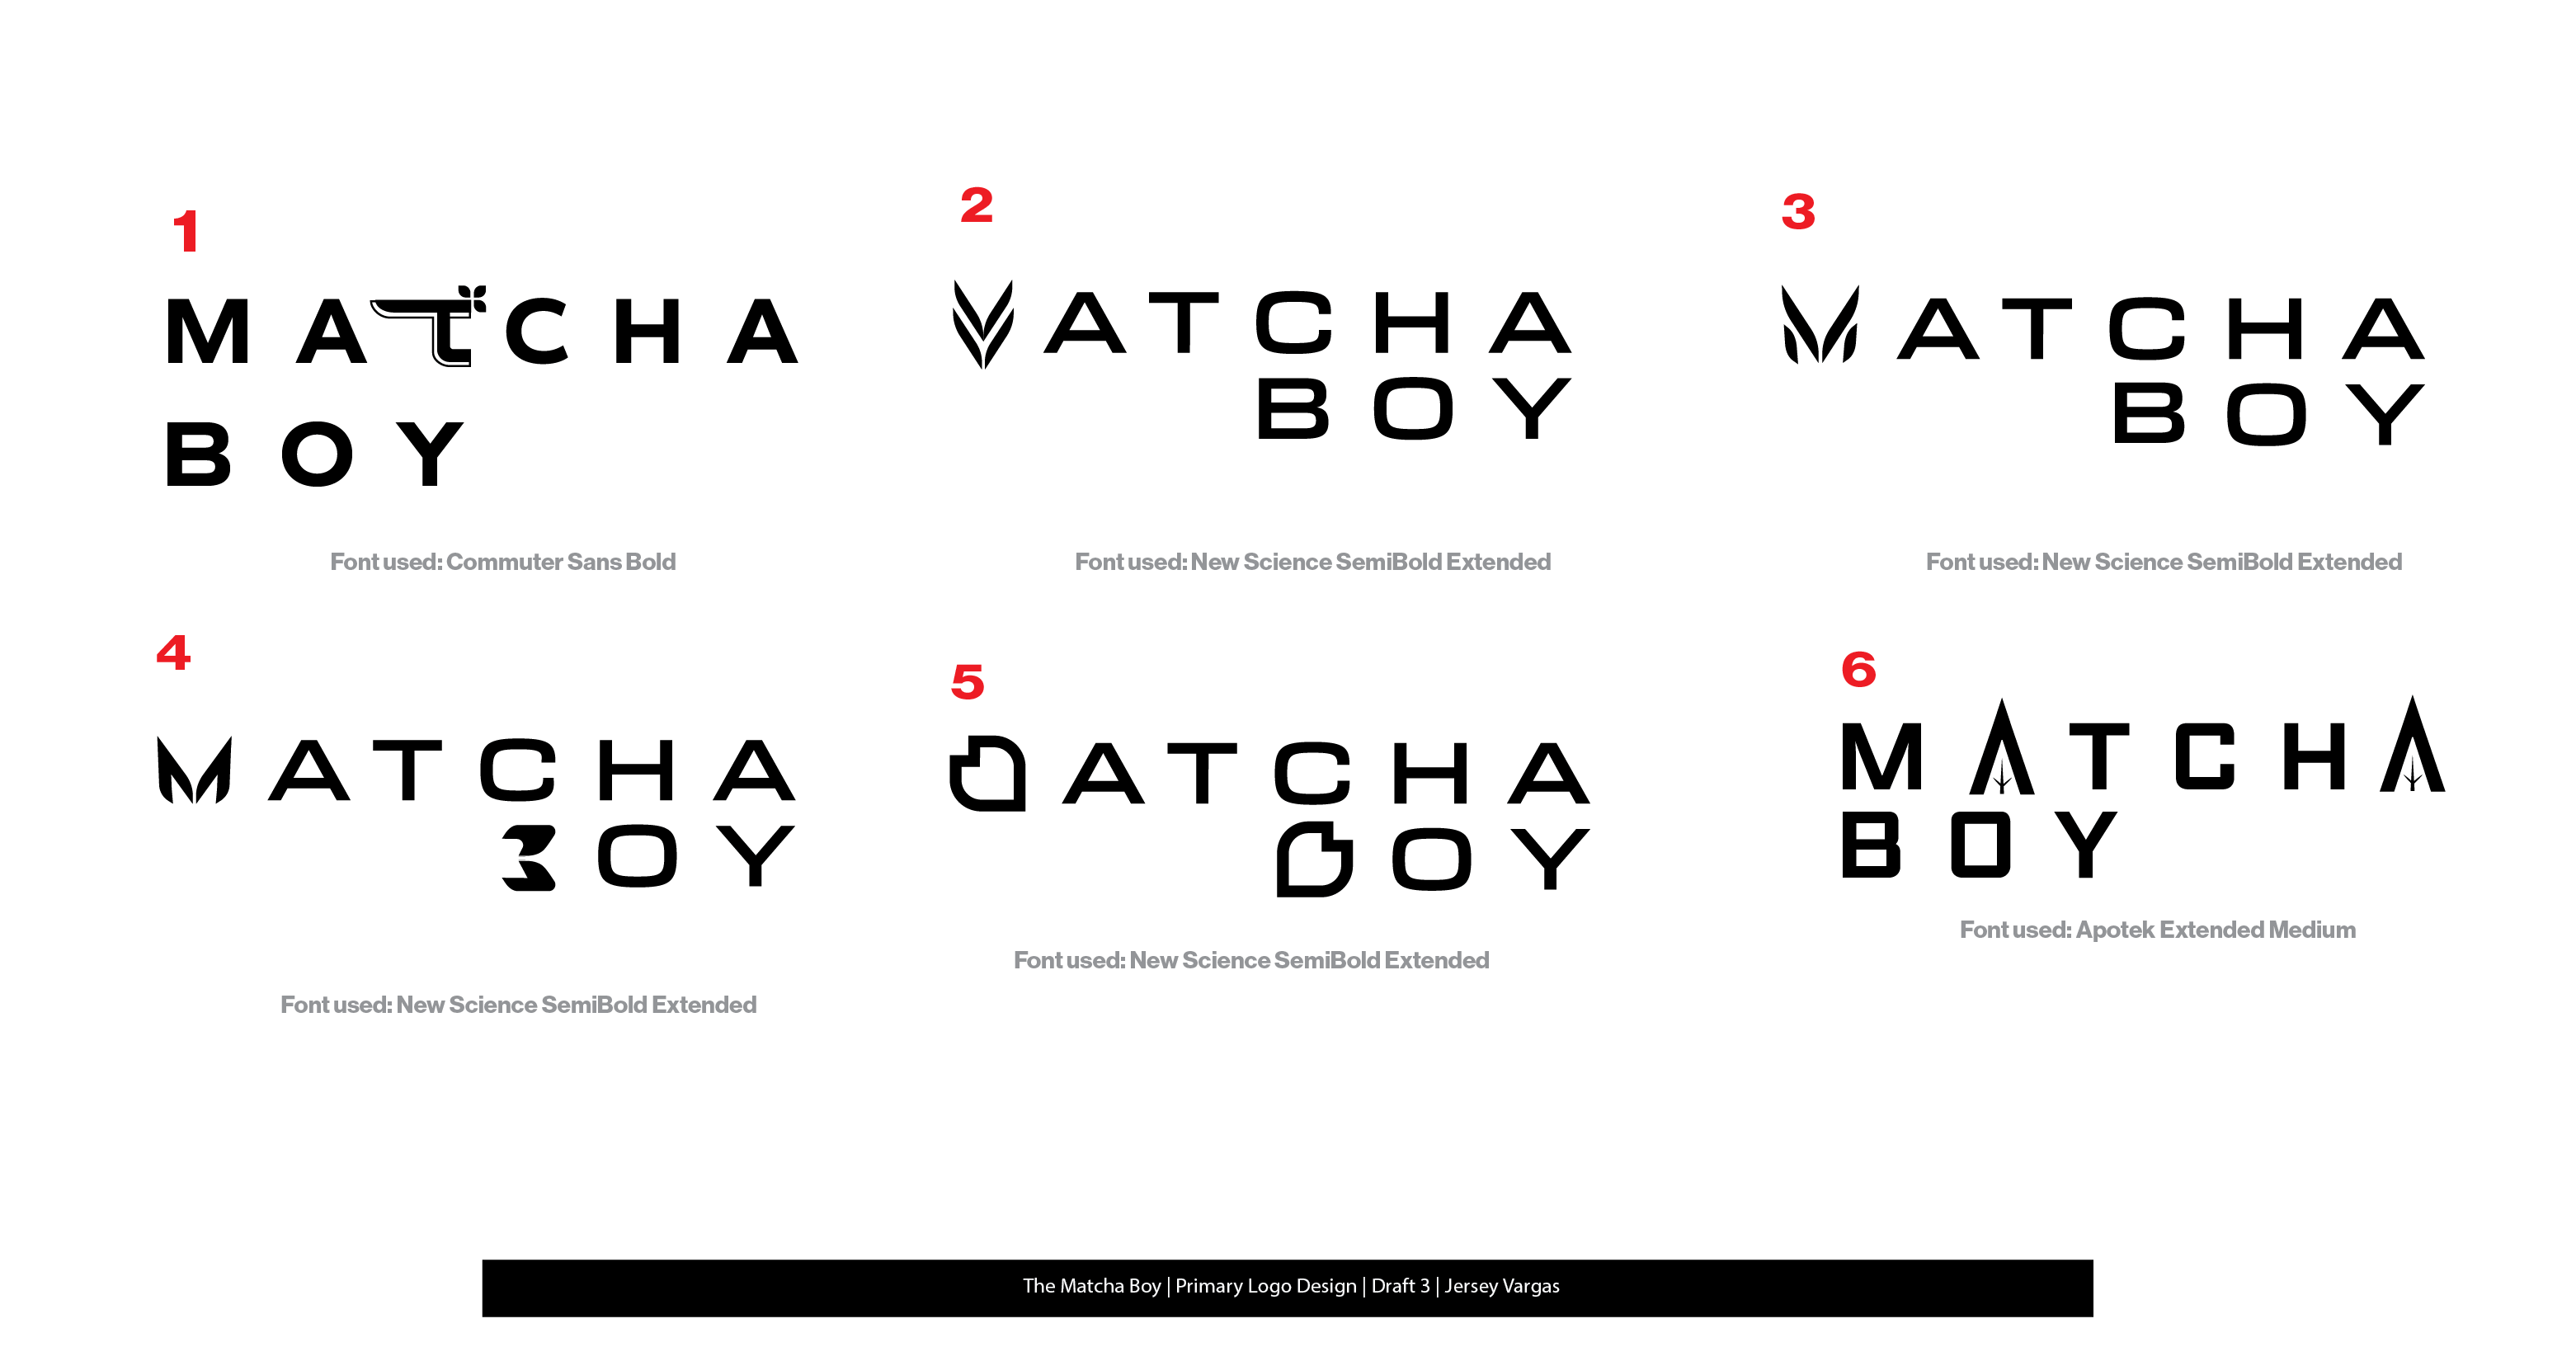 1
MATCHA
BOY
Font used: Commuter Sans Bold
2
MATCHA
BOY
Font used: New Science SemiBold Extended
3
MATCHA
BOY
Font used: New Science SemiBold Extended
4
MATCHA
BOY
Font used: New Science SemiBold Extended
5
MATCHA
BOY
Font used: New Science SemiBold Extended
6
MATCHA
BOY
Font used: Apotek Extended Medium
The Matcha Boy | Primary Logo Design | Draft 3 | Jersey Vargas